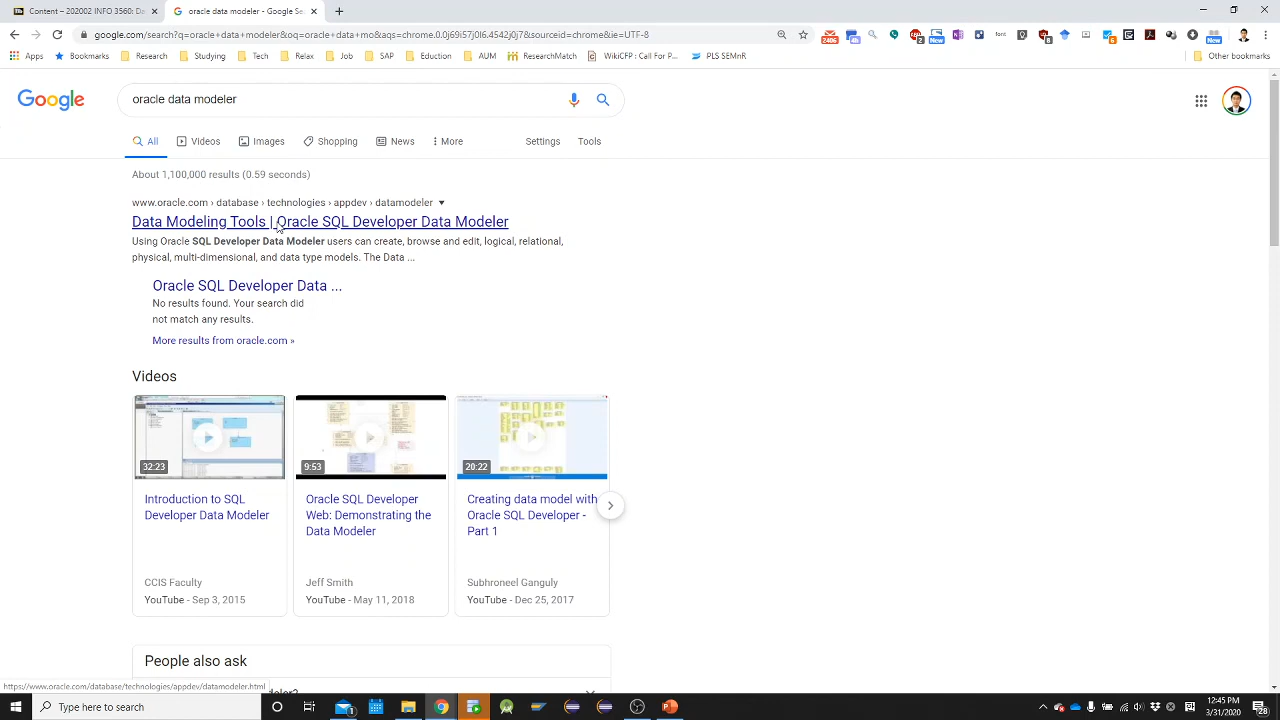 Content – 202002 INFO 3560: Da
oracle data modeler - Google Se
google.com/search?q=oracle+data+modeler&oq=oracle+data+mo&aqs=chrome.0.0j69i57j0l6.4542j0j7&sourceid=chrome&ie=UTF-8
Apps
Bookmarks
Research
Studying
Tech
Relax
Job
SAP
Eduction
AUM
ResearchMatch
WikiCFP : Call For P...
PLS SEMnR
Other bookmarks
Google
oracle data modeler
All
Videos
Images
Shopping
News
More
Settings
Tools
About 1,100,000 results (0.59 seconds)
www.oracle.com › database › technologies › appdev › datamodeler
Data Modeling Tools | Oracle SQL Developer Data Modeler
Using Oracle SQL Developer Data Modeler users can create, browse and edit, logical, relational,
physical, multi-dimensional, and data type models. The Data ...
Oracle SQL Developer Data ...
No results found. Your search did
not match any results.
More results from oracle.com »
Videos
32:23
9:53
20:22
Introduction to SQL
Developer Data Modeler
CCIS Faculty
YouTube - Sep 3, 2015
Oracle SQL Developer
Web: Demonstrating the
Data Modeler
Jeff Smith
YouTube - May 11, 2018
Creating data model with
Oracle SQL Developer -
Part 1
Subhroneel Ganguly
YouTube - Dec 25, 2017
People also ask
https://www.oracle.com/database/technologies/appdev/datamodeler.html
Type here to search
12:45 PM
3/31/2020
28